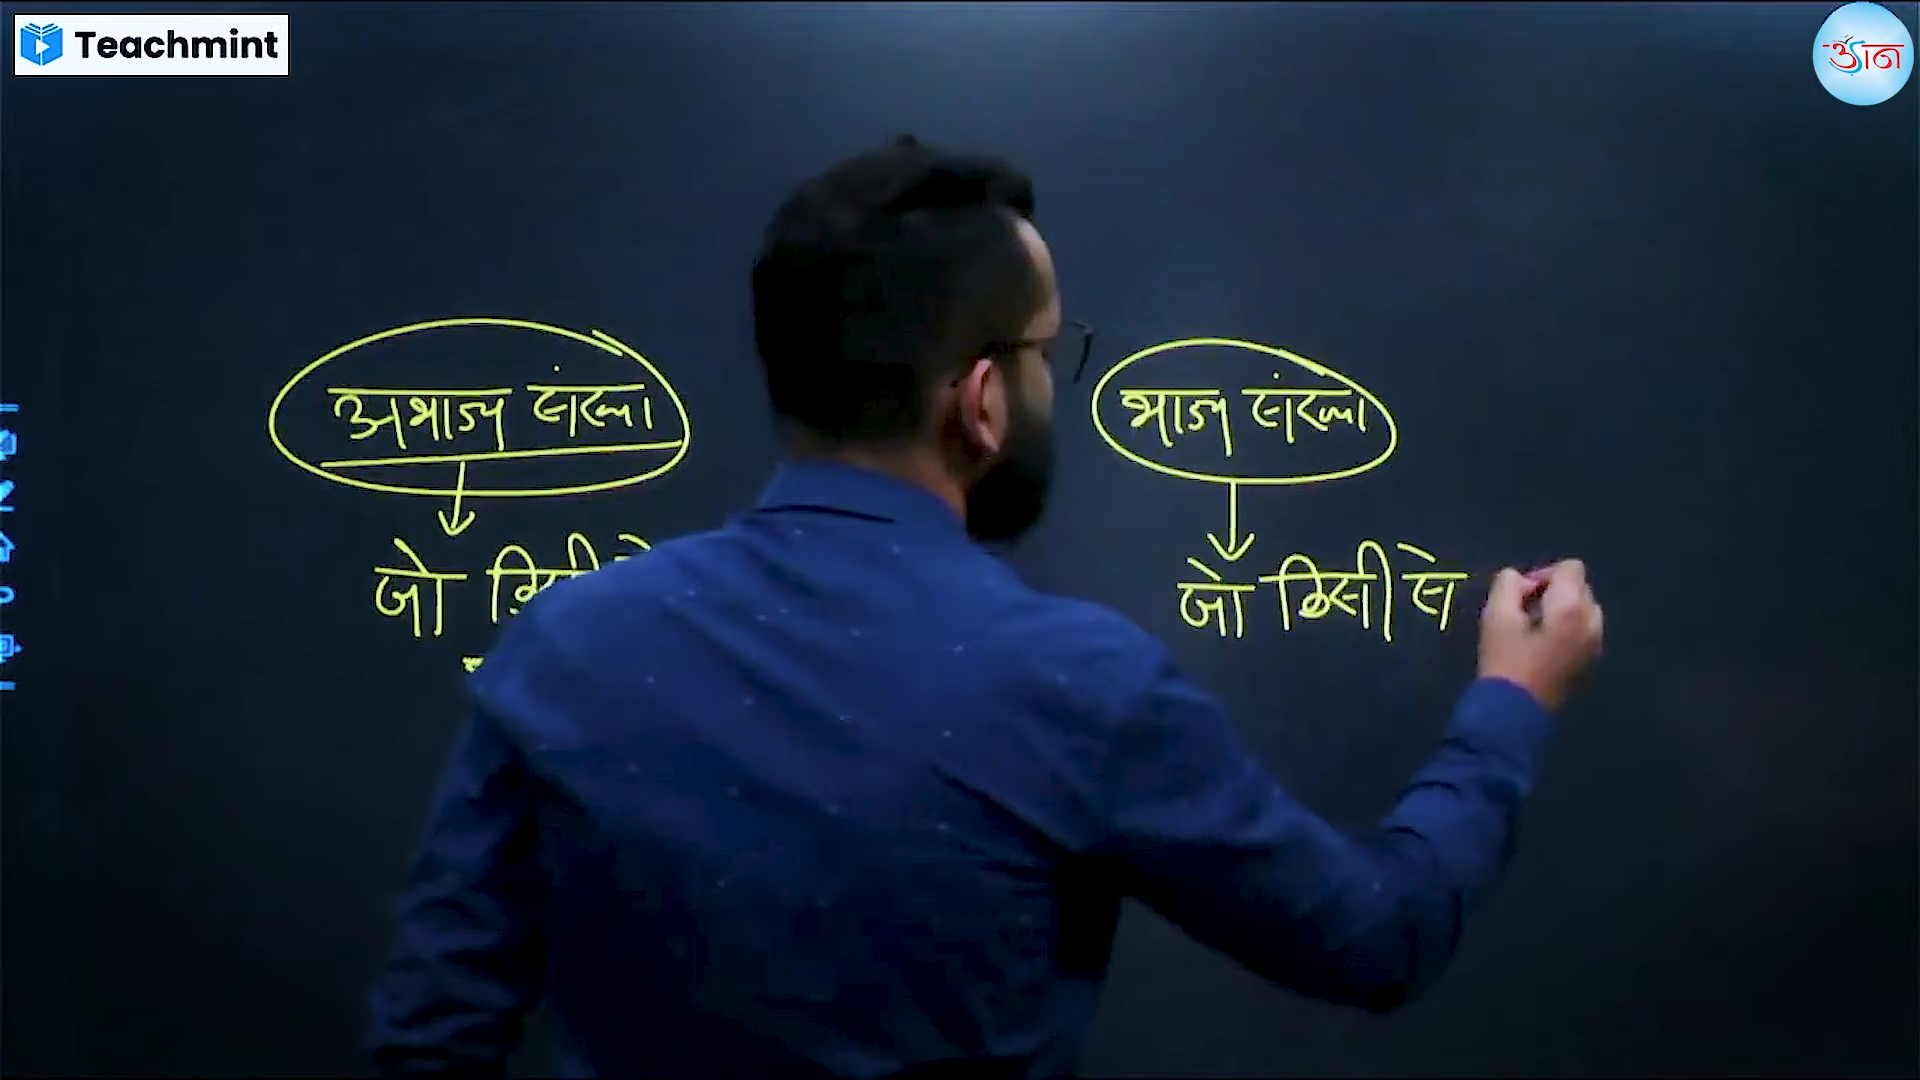 Teachmint
अभाज्य संख्या
भाज्य संख्या
जो किसी से
जो किसी से